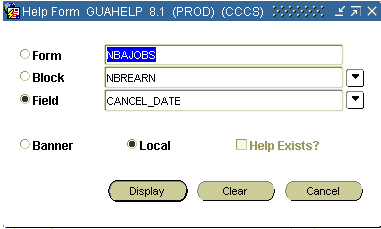 Help Form GUAHELP 8.1 (PROD) (CCCS)
Form NBAJOBS
Block NBREARN
Field CANCEL_DATE
Banner Local Help Exists?
Display Clear Cancel